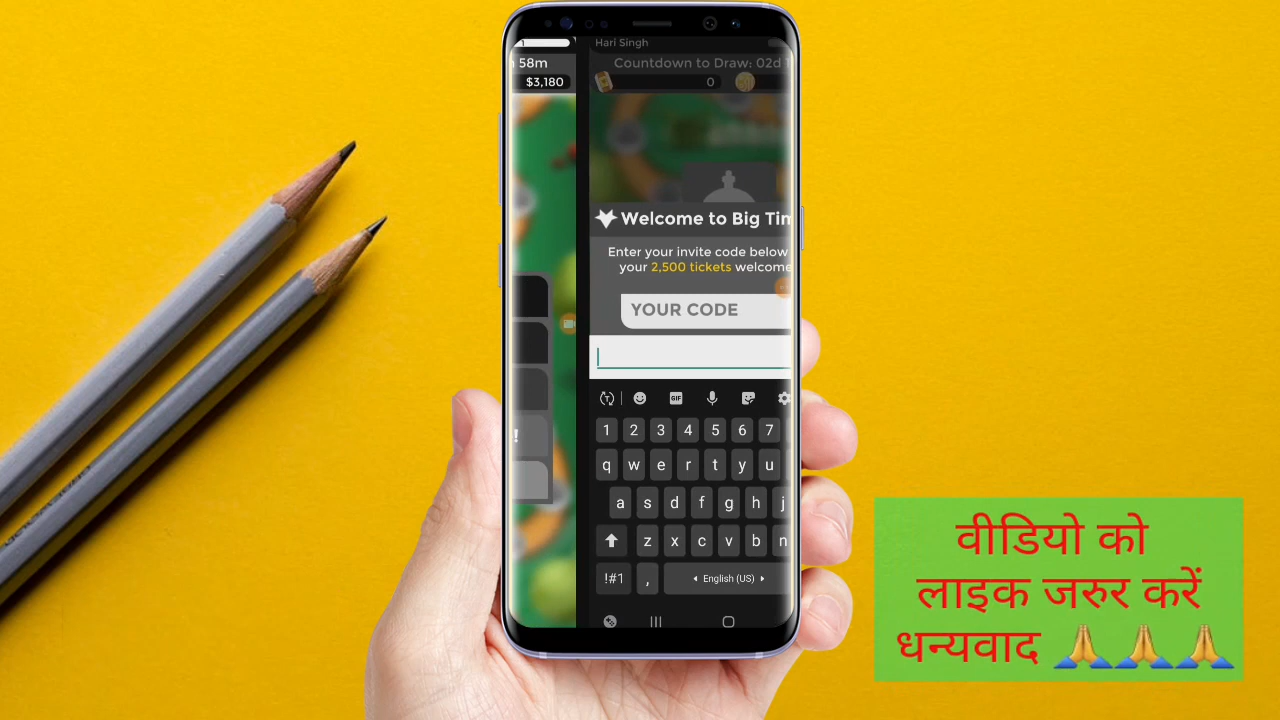 58m
$3,180
Hari Singh
Countdown to Draw: 02d
0
Welcome to Big Tim
Enter your invite code below
your 2,500 tickets welcome
YOUR CODE
GIF
1 2 3 4 5 6 7
q w e r t y u
a s d f g h j
z x c v b n
!#1 , English (US)
वीडियो को
लाइक जरुर करें
धन्यवाद 🙏🙏🙏